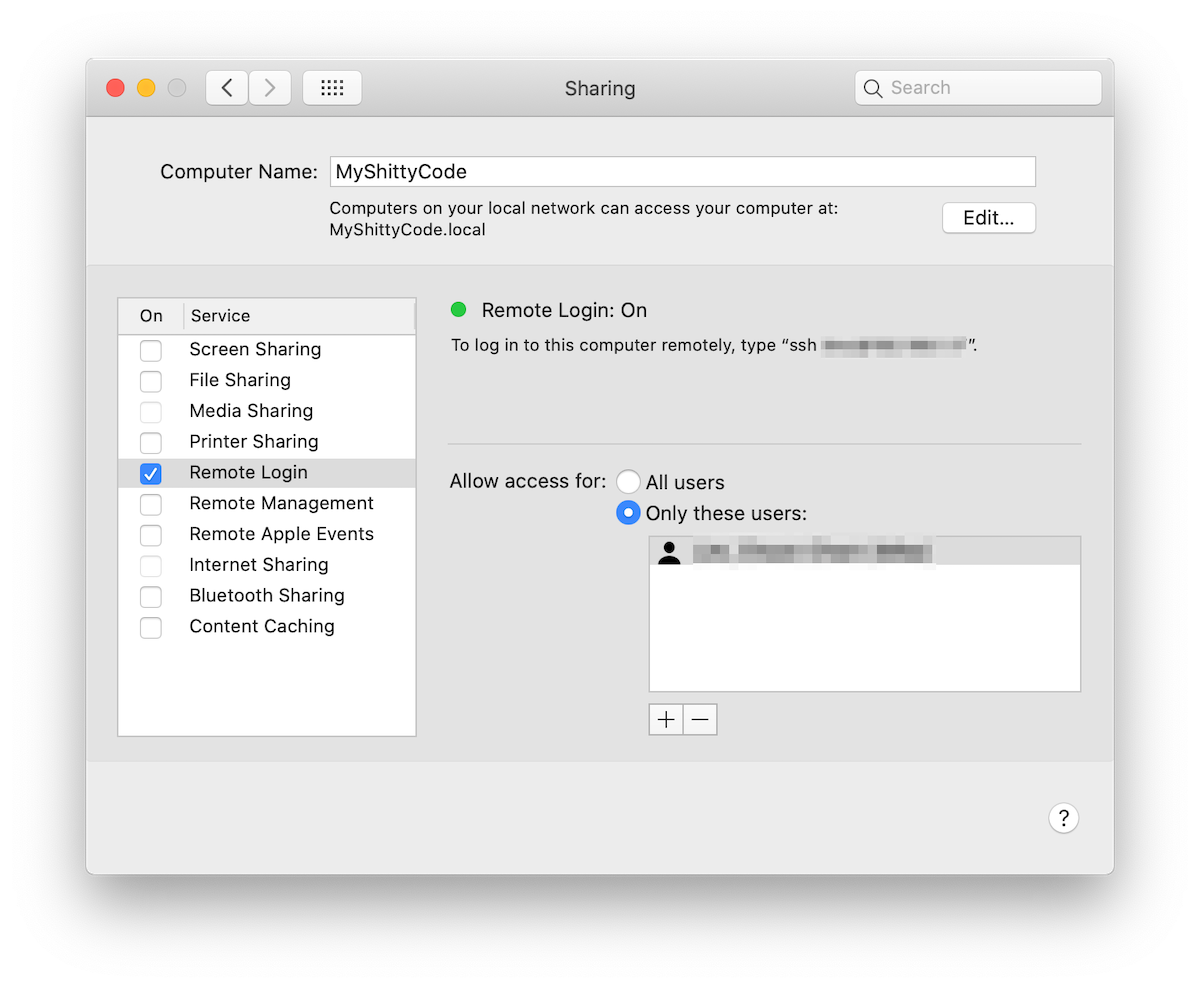 Sharing
Search
Computer Name: MyShittyCode
Computers on your local network can access your computer at:
MyShittyCode.local
Edit...
On Service
Screen Sharing
File Sharing
Media Sharing
Printer Sharing
Remote Login
Remote Management
Remote Apple Events
Internet Sharing
Bluetooth Sharing
Content Caching
Remote Login: On
To log in to this computer remotely, type “ssh ”.
Allow access for: All users
Only these users:
?